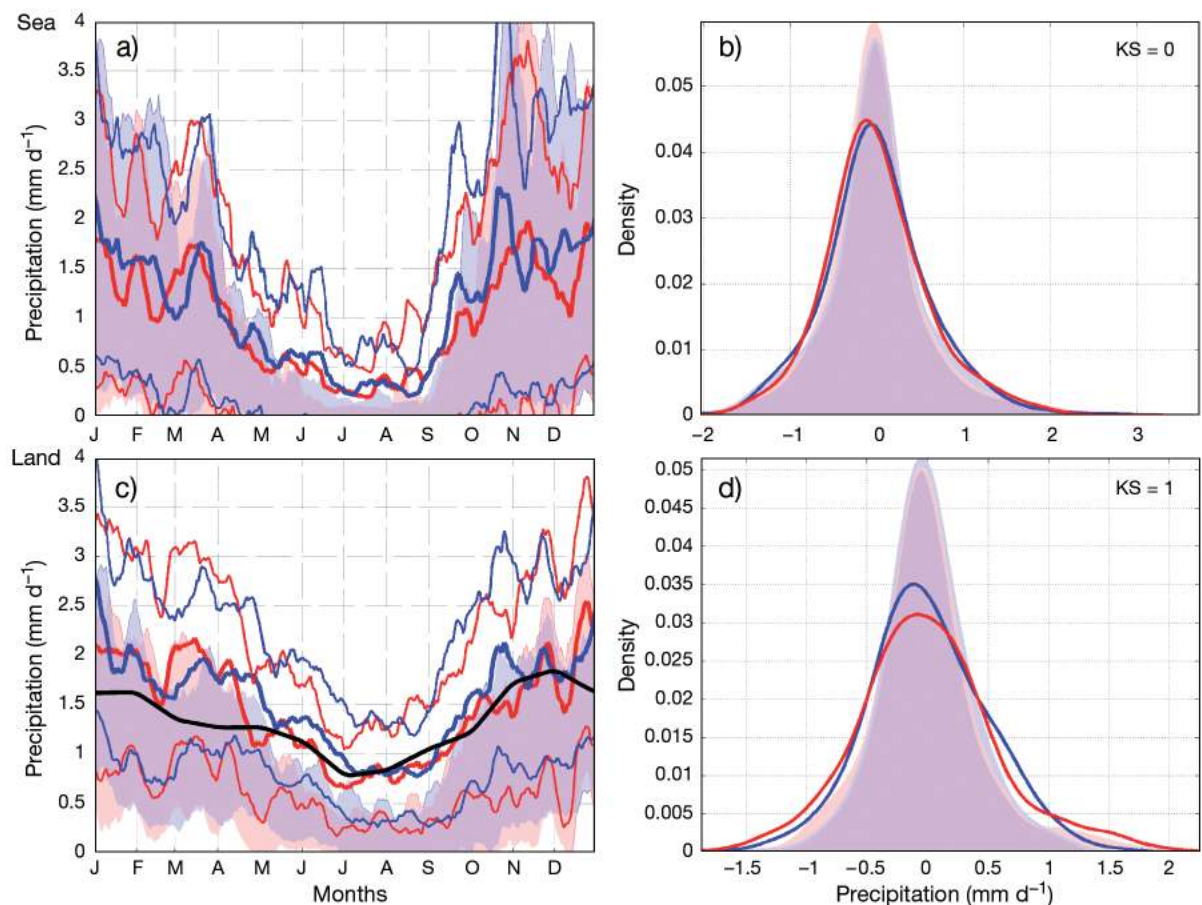 Sea
a)
Precipitation (mm d⁻¹)
4
3.5
3
2.5
2
1.5
1
0.5
0
J F M A M J J A S O N D
b)
KS = 0
Density
0.05
0.04
0.03
0.02
0.01
0
−2 −1 0 1 2 3
Land
c)
Precipitation (mm d⁻¹)
4
3.5
3
2.5
2
1.5
1
0.5
0
J F M A M J J A S O N D
Months
d)
KS = 1
Density
0.05
0.045
0.04
0.035
0.03
0.025
0.02
0.015
0.01
0.005
0
−1.5 −1 −0.5 0 0.5 1 1.5 2
Precipitation (mm d⁻¹)